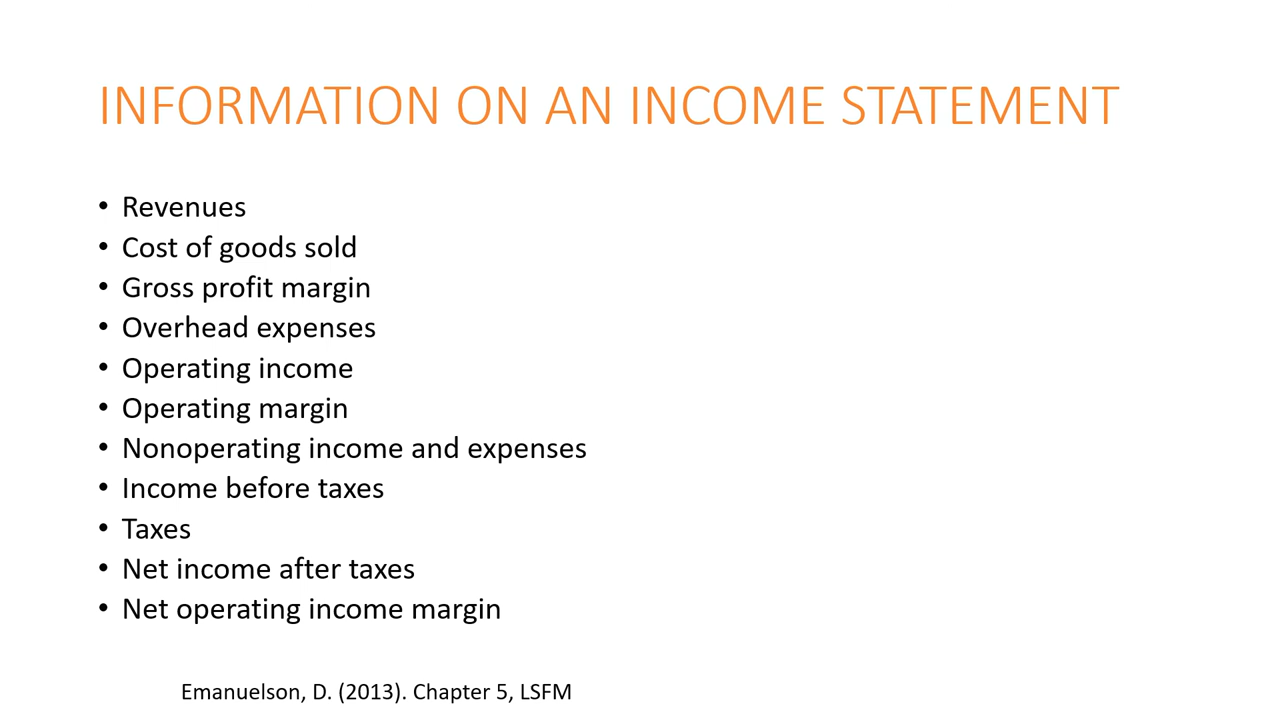 INFORMATION ON AN INCOME STATEMENT
• Revenues
• Cost of goods sold
• Gross profit margin
• Overhead expenses
• Operating income
• Operating margin
• Nonoperating income and expenses
• Income before taxes
• Taxes
• Net income after taxes
• Net operating income margin
Emanuelson, D. (2013). Chapter 5, LSFM